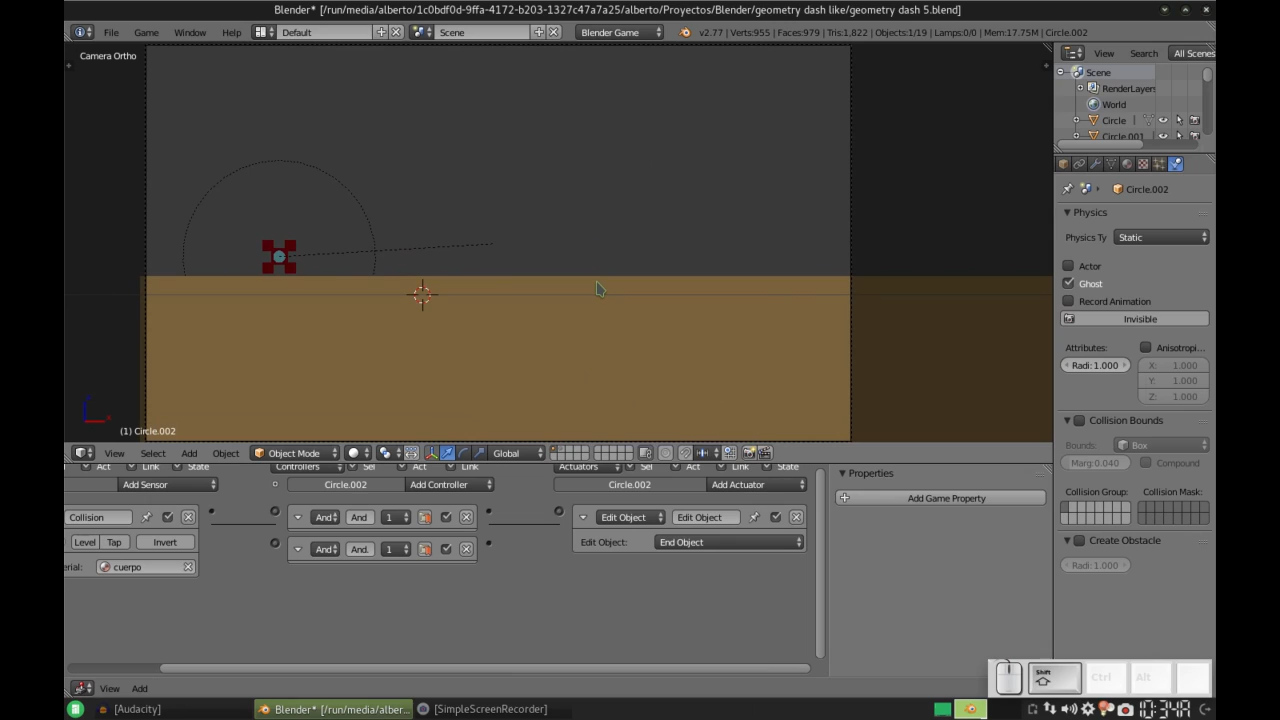 Blender* [/run/media/alberto/1c0bdf0d-9ffa-4172-b203-1327c47a7a25/alberto/Proyectos/Blender/geometry dash like/geometry dash 5.blend]
File Game Window Help Default Scene Blender Game v2.77 | Verts:955 | Faces:979 | Tris:1,822 | Objects:1/19 | Lamps:0/0 | Mem:17.75M | Circle.002
View Search All Scenes
Camera Ortho
Scene
RenderLayers
World
Circle
Circle.001
Circle.002
Physics
Physics Ty Static
Actor
Ghost
Record Animation
Invisible
Attributes: Anisotropi...
Radi: 1.000 X: 1.000
Y: 1.000
Z: 1.000
Collision Bounds
Bounds: Box
Marg: 0.040 Compound
Collision Group: Collision Mask:
Create Obstacle
Radi: 1.000
(1) Circle.002
View Select Add Object Object Mode Global
Act Link State Controllers Sel Act Link Actuators Sel Act Link State
Add Sensor Circle.002 Add Controller Circle.002 Add Actuator
Collision And And 1 Edit Object Edit Object
Level Tap Invert And And. 1 Edit Object: End Object
erial: cuerpo
Properties
Add Game Property
View Add
Shift Ctrl Alt
[Audacity] Blender* [/run/media/alber... [SimpleScreenRecorder] 10:34A